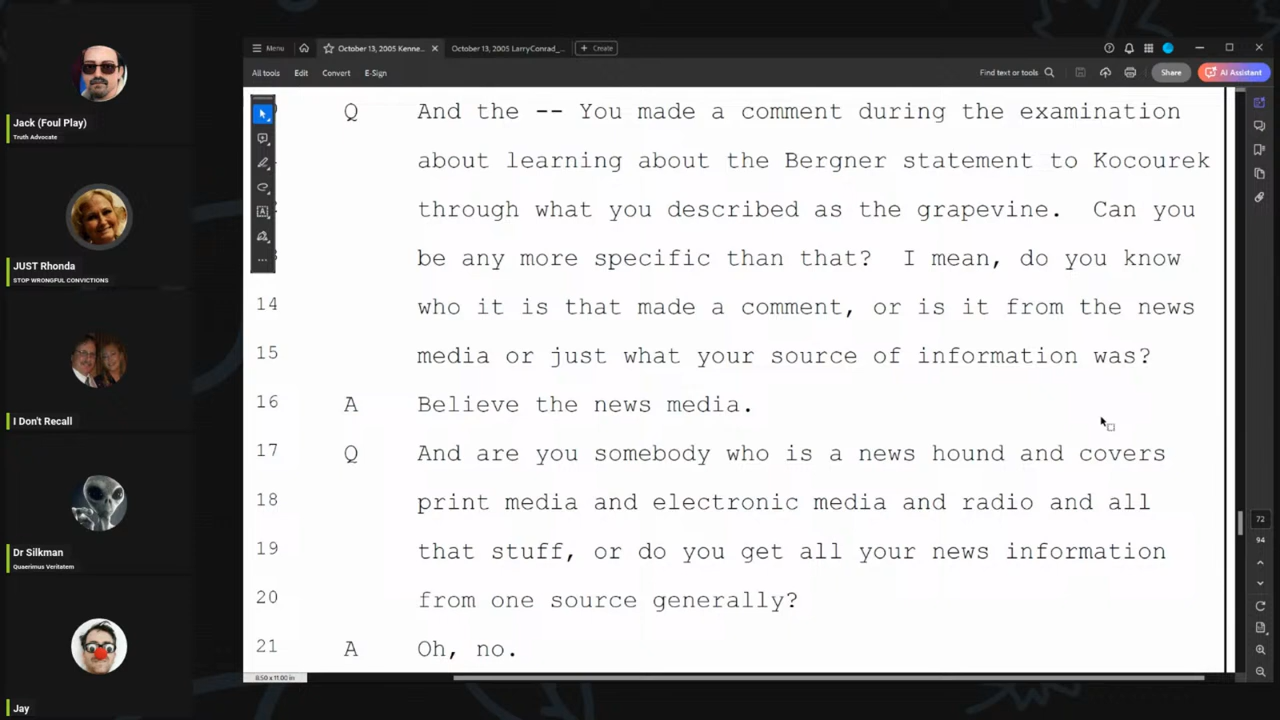 Jack (Foul Play)
Truth Advocate
JUST Rhonda
STOP WRONGFUL CONVICTIONS
I Don't Recall
Dr Silkman
Quaerimus Veritatem
Jay
Menu
October 13, 2005 Kenne...
October 13, 2005 LarryConrad_...
+ Create
All tools Edit Convert E-Sign
Find text or tools
Share
AI Assistant
Q And the -- You made a comment during the examination
about learning about the Bergner statement to Kocourek
through what you described as the grapevine. Can you
be any more specific than that? I mean, do you know
14 who it is that made a comment, or is it from the news
15 media or just what your source of information was?
16 A Believe the news media.
17 Q And are you somebody who is a news hound and covers
18 print media and electronic media and radio and all
19 that stuff, or do you get all your news information
20 from one source generally?
21 A Oh, no.
72
94
8.50 x 11.00 in